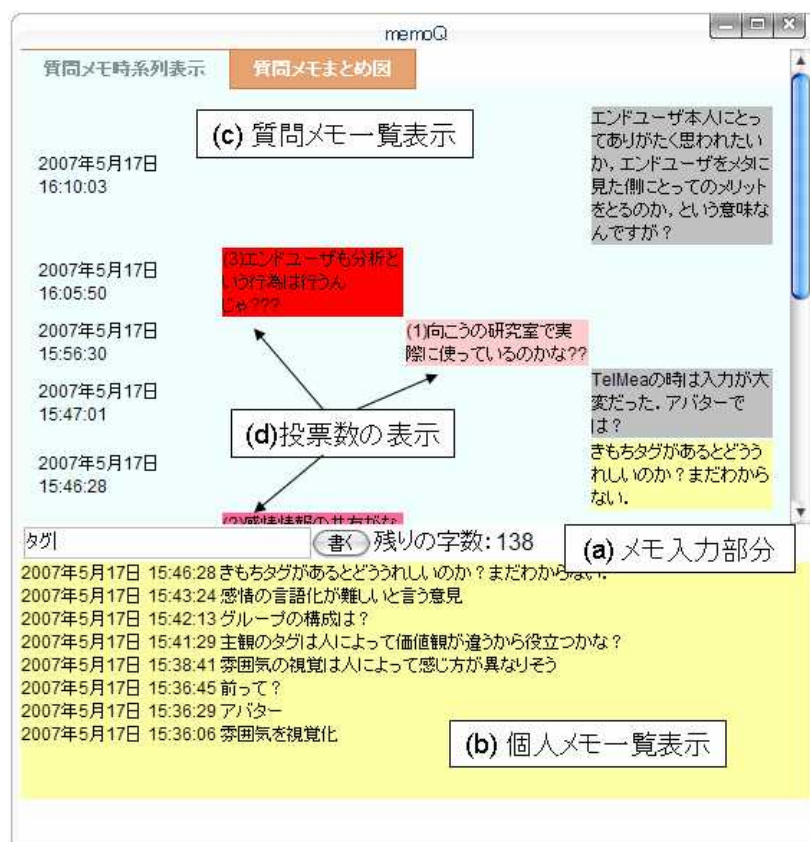 memoQ
質問メモ時系列表示
質問メモまとめ図
(c) 質問メモ一覧表示
2007年5月17日
16:10:03
エンドユーザ本人にとっ
てありがたく思われたい
か，エンドユーザをメタに
見た側にとってのメリット
をとるのか，という意味な
んですが？
2007年5月17日
16:05:50
(3)エンドユーザも分析と
いう行為は行うん
じゃ???
2007年5月17日
15:56:30
(1)向こうの研究室で実
際に使っているのかな??
2007年5月17日
15:47:01
TelMeaの時は入力が大
変だった．アバターで
は？
(d)投票数の表示
2007年5月17日
15:46:28
きもちタグがあるとどうう
れしいのか？まだわから
ない．
(2)感情情報の共有がな
タグ
書く
残りの字数: 138
(a) メモ入力部分
2007年5月17日 15:46:28 きもちタグがあるとどううれしいのか？まだわからない．
2007年5月17日 15:43:24 感情の言語化が難しいと言う意見
2007年5月17日 15:42:13 グループの構成は？
2007年5月17日 15:41:29 主観のタグは人によって価値観が違うから役立つかな？
2007年5月17日 15:38:41 雰囲気の視覚は人によって感じ方が異なりそう
2007年5月17日 15:36:45 前って？
2007年5月17日 15:36:29 アバター
2007年5月17日 15:36:06 雰囲気を視覚化
(b) 個人メモ一覧表示